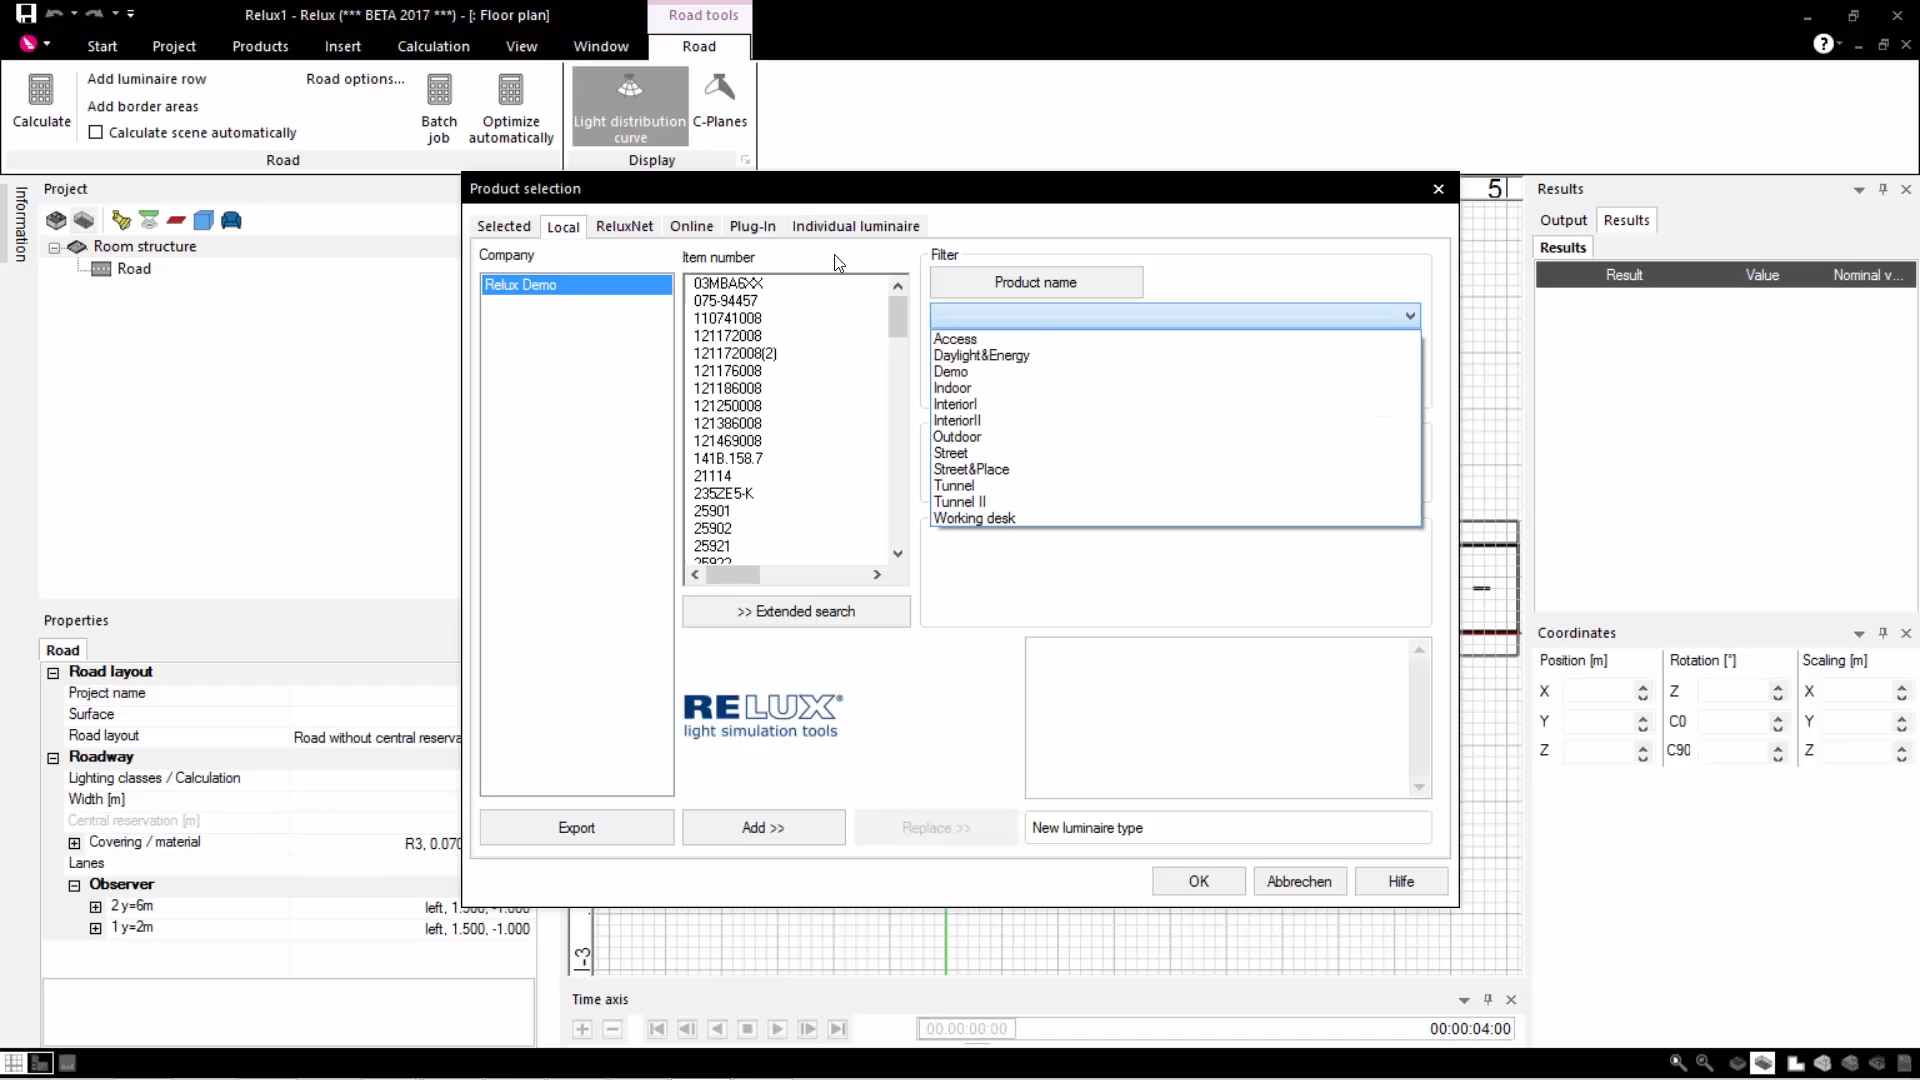 Relux1 - Relux (*** BETA 2017 ***) - [: Floor plan]
Road tools
Start
Project
Products
Insert
Calculation
View
Window
Road
Calculate
Add luminaire row
Add border areas
Calculate scene automatically
Road options...
Batch job
Optimize automatically
Light distribution curve
C-Planes
Road
Display
Information
Project
Room structure
Road
Properties
Road
Road layout
Project name
Surface
Road layout
Road without central reserva
Roadway
Lighting classes / Calculation
Width [m]
Central reservation [m]
Covering / material
R3, 0.070
Lanes
Observer
2 y=6m
left, 1.500, -1.000
1 y=2m
left, 1.500, -1.000
Product selection
Selected
Local
ReluxNet
Online
Plug-In
Individual luminaire
Company
Relux Demo
Item number
03MBA6XX
075-94457
110741008
121172008
121172008(2)
121176008
121186008
121250008
121386008
121469008
141B.158.7
21114
235ZE5-K
25901
25902
25921
25922
>> Extended search
RELUX®
light simulation tools
Filter
Product name
Access
Daylight&Energy
Demo
Indoor
InteriorI
InteriorII
Outdoor
Street
Street&Place
Tunnel
Tunnel II
Working desk
Export
Add >>
Replace >>
New luminaire type
OK
Abbrechen
Hilfe
5
-3
Results
Output
Results
Results
Result
Value
Nominal v...
Coordinates
Position [m]
Rotation [°]
Scaling [m]
X
Z
X
Y
C0
Y
Z
C90
Z
Time axis
00:00:00:00
00:00:04:00